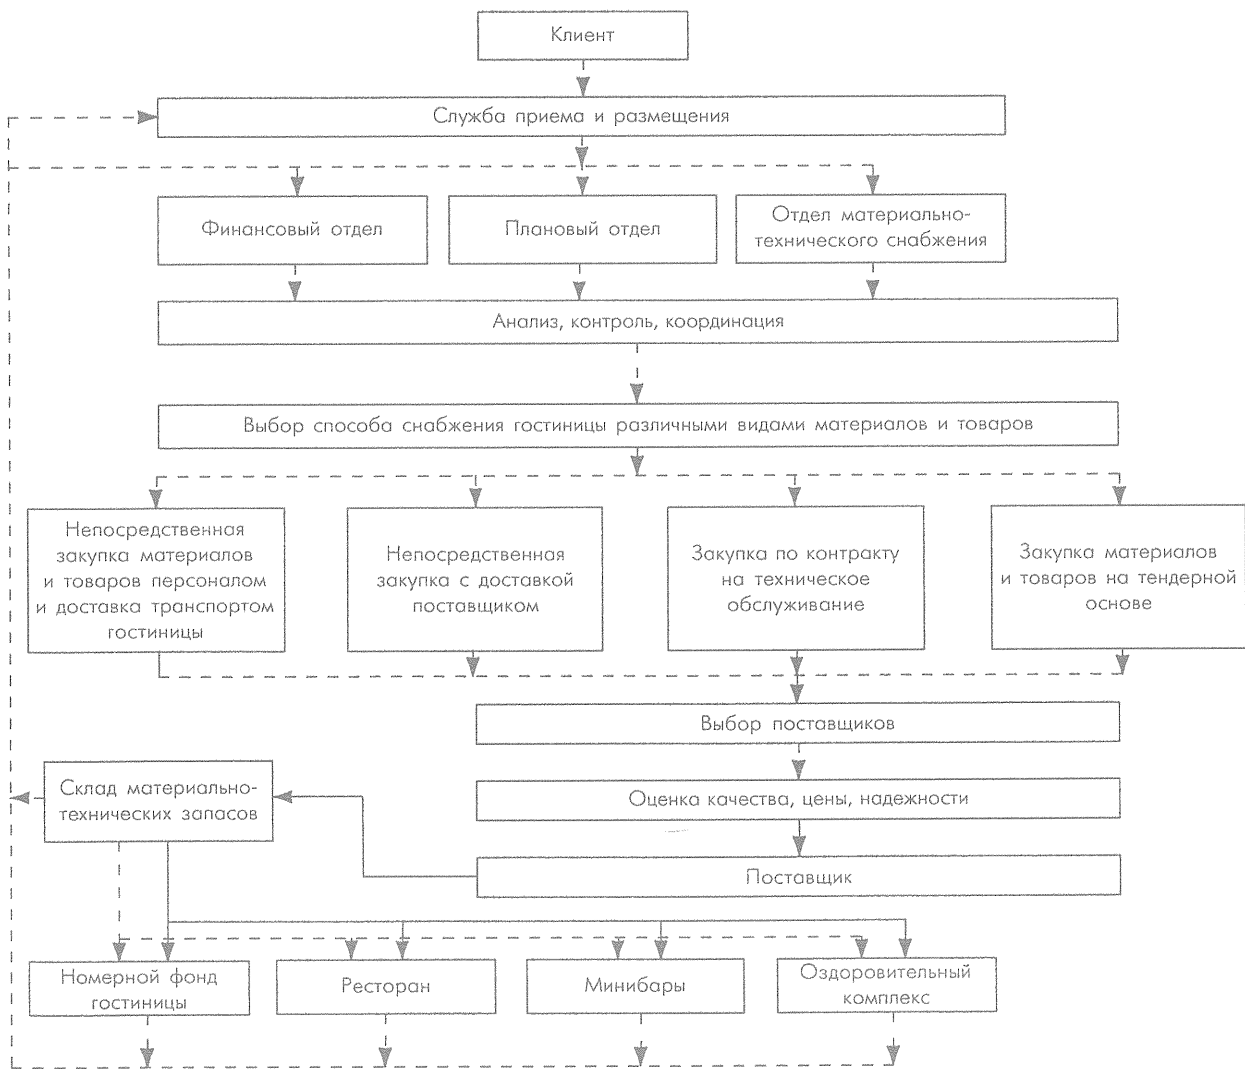 Клиент
Служба приема и размещения
Финансовый отдел
Плановый отдел
Отдел материально-
технического снабжения
Анализ, контроль, координация
Выбор способа снабжения гостиницы различными видами материалов и товаров
Непосредственная
закупка материалов
и товаров персоналом
и доставка транспортом
гостиницы
Непосредственная
закупка с доставкой
поставщиком
Закупка по контракту
на техническое
обслуживание
Закупка материалов
и товаров на тендерной
основе
Выбор поставщиков
Склад материально-
технических запасов
Оценка качества, цены, надежности
Поставщик
Номерной фонд
гостиницы
Ресторан
Минибары
Оздоровительный
комплекс